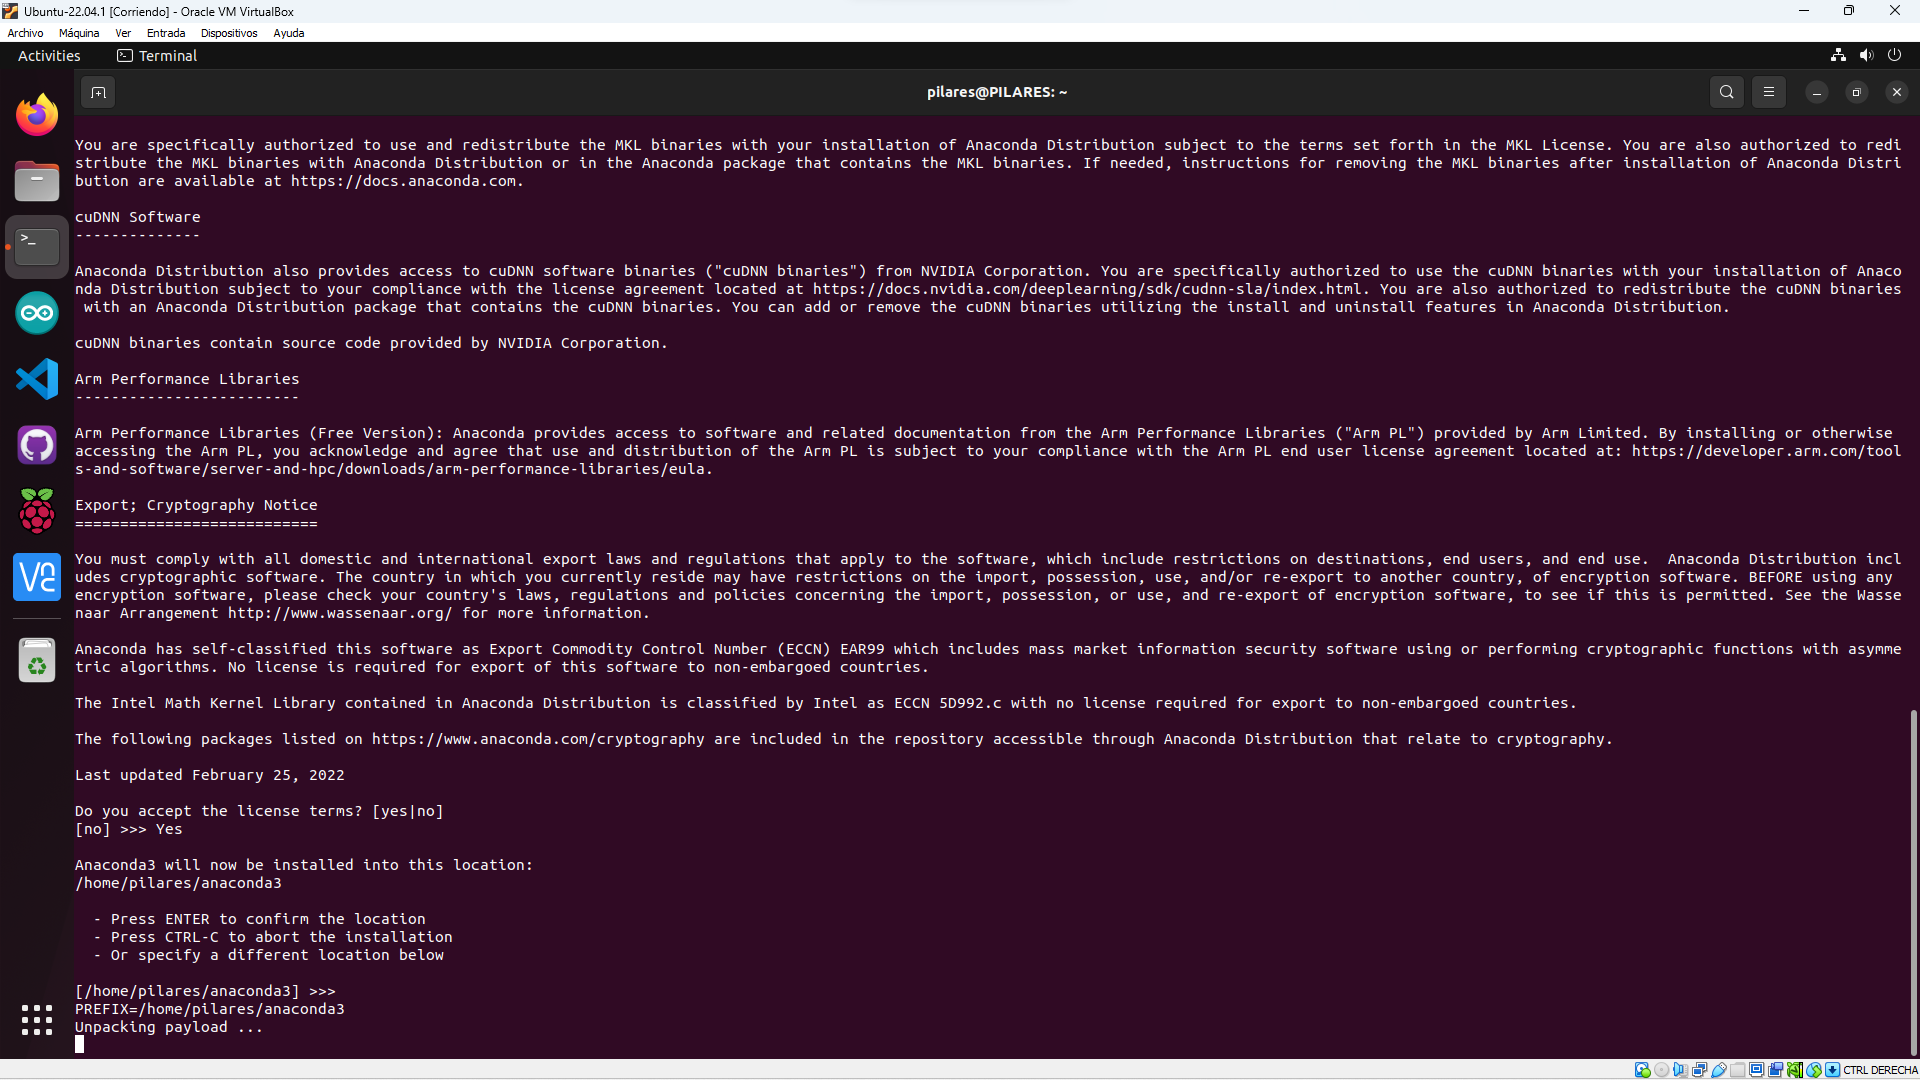 Ubuntu-22.04.1 [Corriendo] - Oracle VM VirtualBox
Archivo Máquina Ver Entrada Dispositivos Ayuda
Activities Terminal
pilares@PILARES: ~
You are specifically authorized to use and redistribute the MKL binaries with your installation of Anaconda Distribution subject to the terms set forth in the MKL License. You are also authorized to redi
stribute the MKL binaries with Anaconda Distribution or in the Anaconda package that contains the MKL binaries. If needed, instructions for removing the MKL binaries after installation of Anaconda Distri
bution are available at https://docs.anaconda.com.
cuDNN Software
--------------
Anaconda Distribution also provides access to cuDNN software binaries ("cuDNN binaries") from NVIDIA Corporation. You are specifically authorized to use the cuDNN binaries with your installation of Anaco
nda Distribution subject to your compliance with the license agreement located at https://docs.nvidia.com/deeplearning/sdk/cudnn-sla/index.html. You are also authorized to redistribute the cuDNN binaries
with an Anaconda Distribution package that contains the cuDNN binaries. You can add or remove the cuDNN binaries utilizing the install and uninstall features in Anaconda Distribution.
cuDNN binaries contain source code provided by NVIDIA Corporation.
Arm Performance Libraries
-------------------------
Arm Performance Libraries (Free Version): Anaconda provides access to software and related documentation from the Arm Performance Libraries ("Arm PL") provided by Arm Limited. By installing or otherwise
accessing the Arm PL, you acknowledge and agree that use and distribution of the Arm PL is subject to your compliance with the Arm PL end user license agreement located at: https://developer.arm.com/tool
s-and-software/server-and-hpc/downloads/arm-performance-libraries/eula.
Export; Cryptography Notice
===========================
You must comply with all domestic and international export laws and regulations that apply to the software, which include restrictions on destinations, end users, and end use.  Anaconda Distribution incl
udes cryptographic software. The country in which you currently reside may have restrictions on the import, possession, use, and/or re-export to another country, of encryption software. BEFORE using any
encryption software, please check your country's laws, regulations and policies concerning the import, possession, or use, and re-export of encryption software, to see if this is permitted. See the Wasse
naar Arrangement http://www.wassenaar.org/ for more information.
Anaconda has self-classified this software as Export Commodity Control Number (ECCN) EAR99 which includes mass market information security software using or performing cryptographic functions with asymme
tric algorithms. No license is required for export of this software to non-embargoed countries.
The Intel Math Kernel Library contained in Anaconda Distribution is classified by Intel as ECCN 5D992.c with no license required for export to non-embargoed countries.
The following packages listed on https://www.anaconda.com/cryptography are included in the repository accessible through Anaconda Distribution that relate to cryptography.
Last updated February 25, 2022
Do you accept the license terms? [yes|no]
[no] >>> Yes
Anaconda3 will now be installed into this location:
/home/pilares/anaconda3
- Press ENTER to confirm the location
- Press CTRL-C to abort the installation
- Or specify a different location below
[/home/pilares/anaconda3] >>>
PREFIX=/home/pilares/anaconda3
Unpacking payload ...
CTRL DERECHA